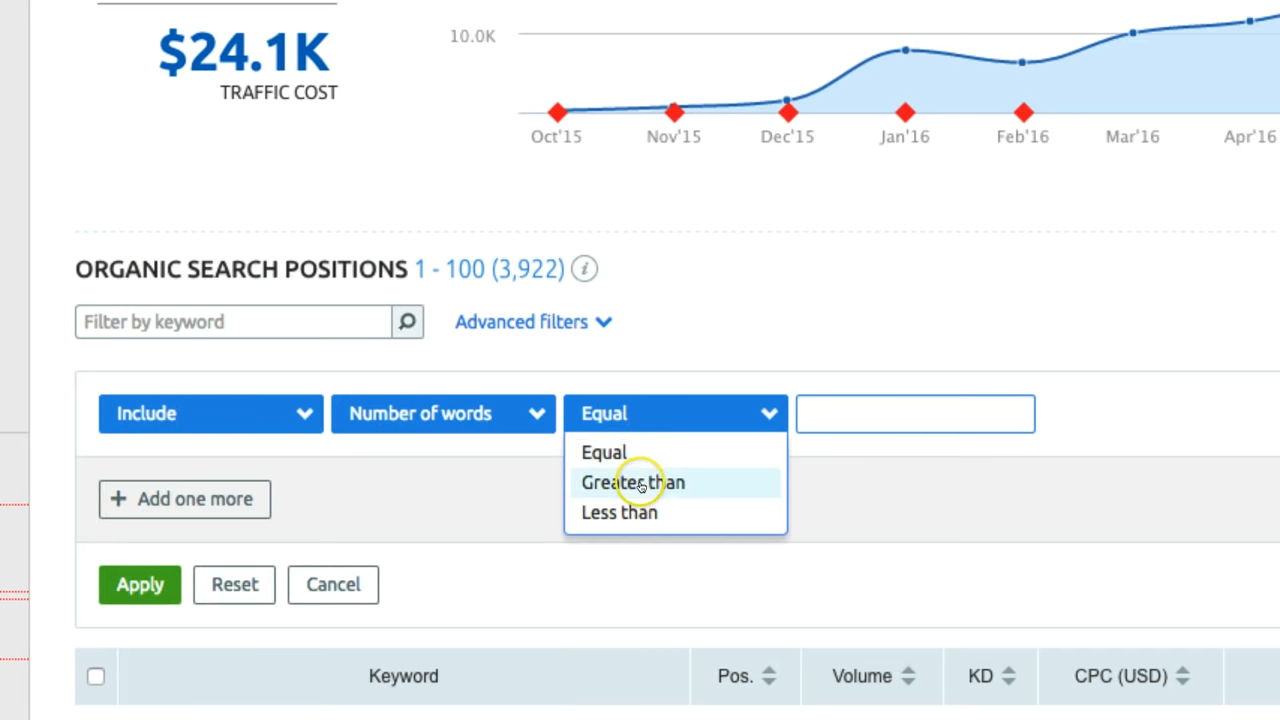 $24.1K
TRAFFIC COST
10.0K
Oct'15 Nov'15 Dec'15 Jan'16 Feb'16 Mar'16 Apr'16
ORGANIC SEARCH POSITIONS 1 - 100 (3,922) i
Filter by keyword Advanced filters
Include Number of words Equal
Equal
Greater than
Less than
+ Add one more
Apply Reset Cancel
Keyword Pos. Volume KD CPC (USD)